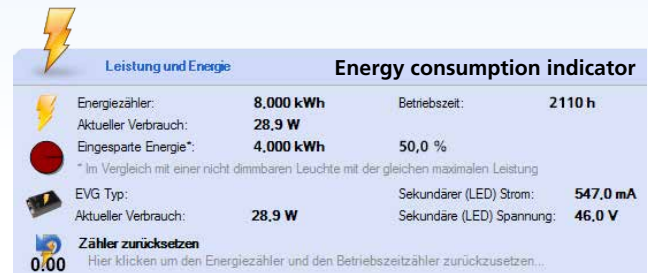 Leistung und Energie Energy consumption indicator
Energiezähler: 8,000 kWh Betriebszeit: 2110 h
Aktueller Verbrauch: 28,9 W
Eingesparte Energie*: 4,000 kWh 50,0 %
* Im Vergleich mit einer nicht dimmbaren Leuchte mit der gleichen maximalen Leistung
EVG Typ: Sekundärer (LED) Strom: 547,0 mA
Aktueller Verbrauch: 28,9 W Sekundäre (LED) Spannung: 46,0 V
Zähler zurücksetzen
0.00 Hier klicken um den Energiezähler und den Betriebszeitzähler zurückzusetzen...